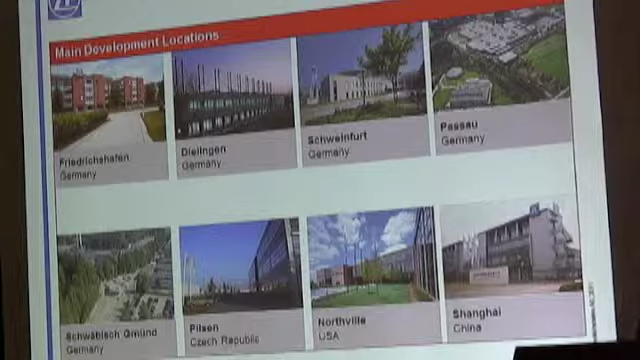 ZF
Main Development Locations
Friedrichshafen
Germany
Dielingen
Germany
Schweinfurt
Germany
Passau
Germany
Schwäbisch Gmünd
Germany
Pilsen
Czech Republic
Northville
USA
Shanghai
China